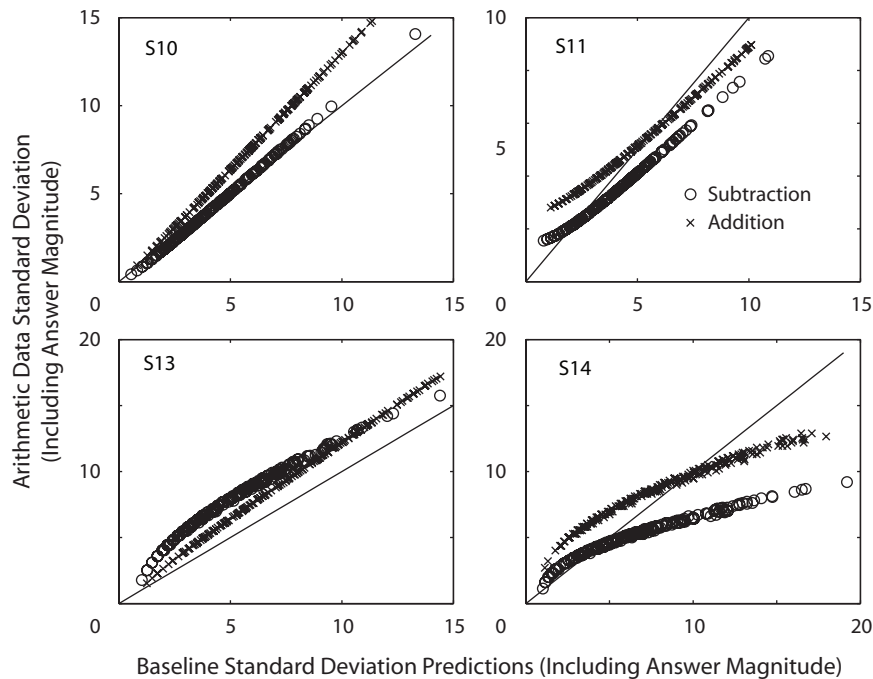 Arithmetic Data Standard Deviation
(Including Answer Magnitude)
15
10
5
0
5
10
15
S10
10
5
0
5
10
15
S11
Subtraction
Addition
20
10
0
5
10
15
S13
20
10
0
10
20
S14
Baseline Standard Deviation Predictions (Including Answer Magnitude)